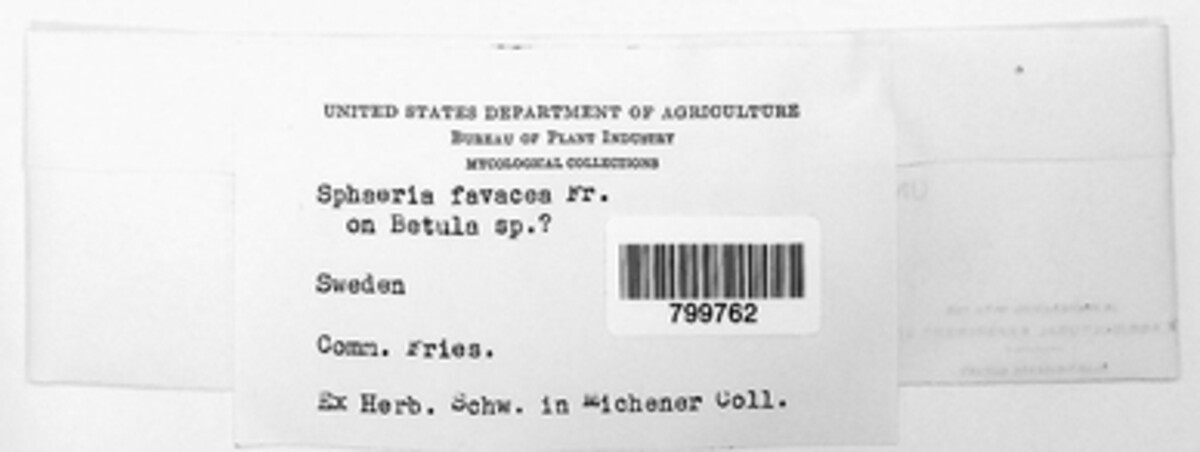 UNITED STATES DEPARTMENT OF AGRICULTURE
BUREAU OF PLANT INDUSTRY
MYCOLOGICAL COLLECTIONS
Sphaeria favacea Fr.
on Betula sp.?
Sweden
799762
Comm. Fries.
Ex Herb. Schw. in Michener Coll.